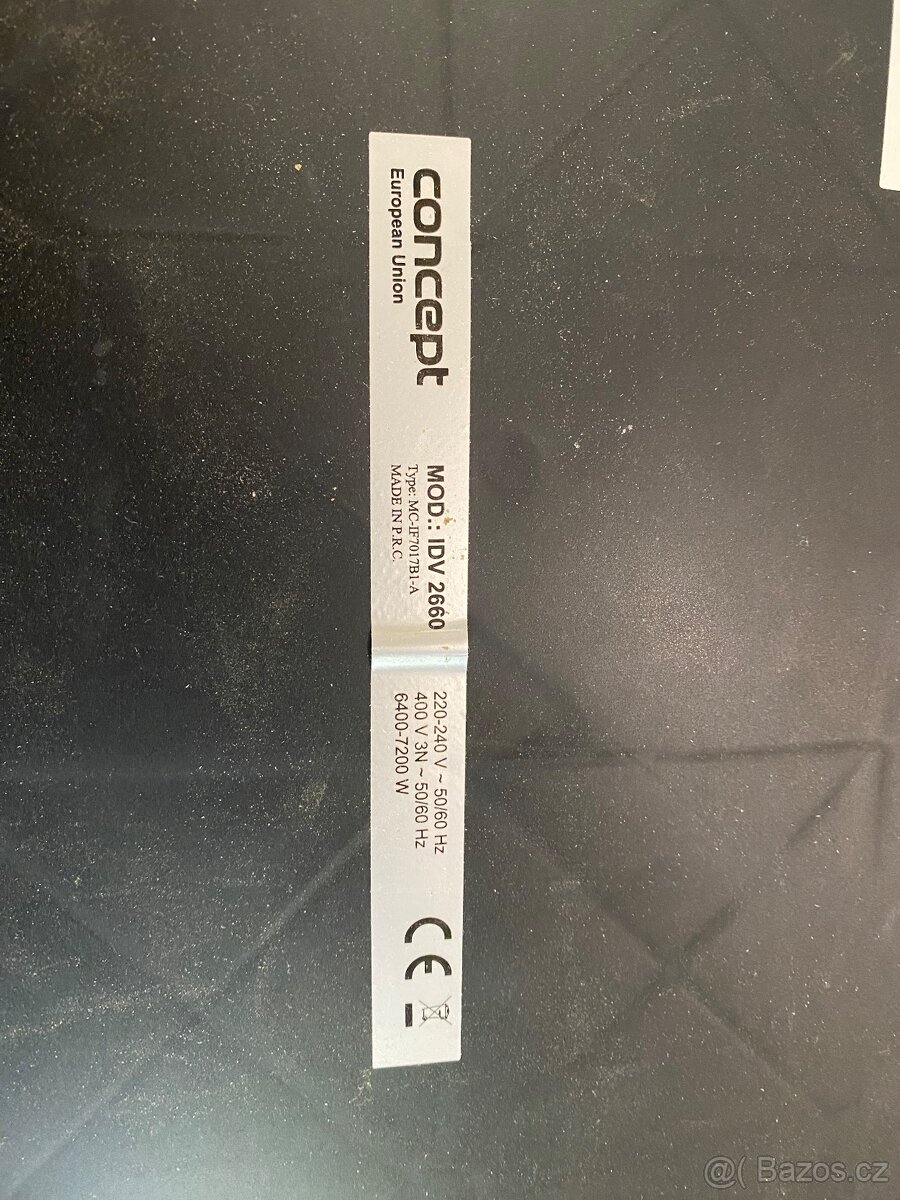 concept
European Union
MOD.: IDV 2660
Type: MC-IF7017B1-A
MADE IN P.R.C.
220-240 V ~ 50/60 Hz
400 V 3N ~ 50/60 Hz
6400-7200 W
CE
@( Bazos.cz